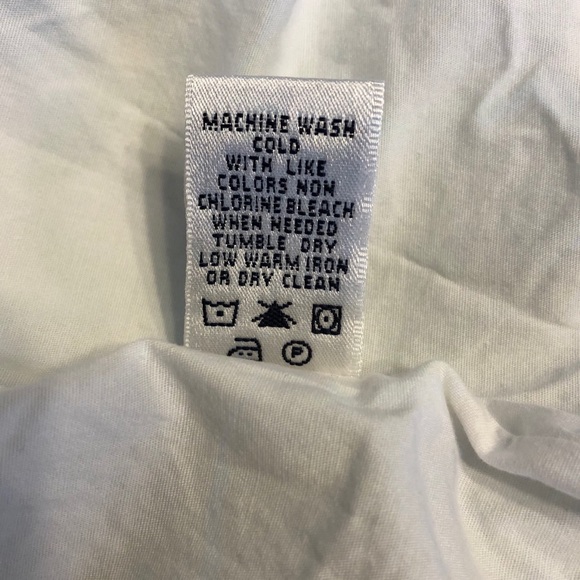 MACHINE WASH
COLD
WITH LIKE
COLORS NON
CHLORINE BLEACH
WHEN NEEDED
TUMBLE DRY
LOW WARM IRON
OR DRY CLEAN
P